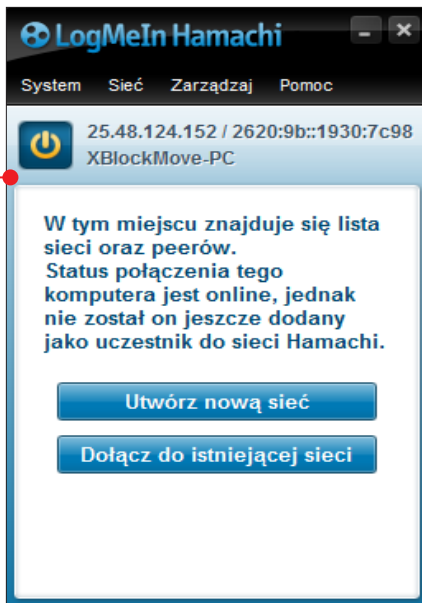 LogMeIn Hamachi
System Sieć Zarządzaj Pomoc
25.48.124.152 / 2620:9b::1930:7c98
XBlockMove-PC
W tym miejscu znajduje się lista
sieci oraz peerów.
Status połączenia tego
komputera jest online, jednak
nie został on jeszcze dodany
jako uczestnik do sieci Hamachi.
Utwórz nową sieć
Dołącz do istniejącej sieci